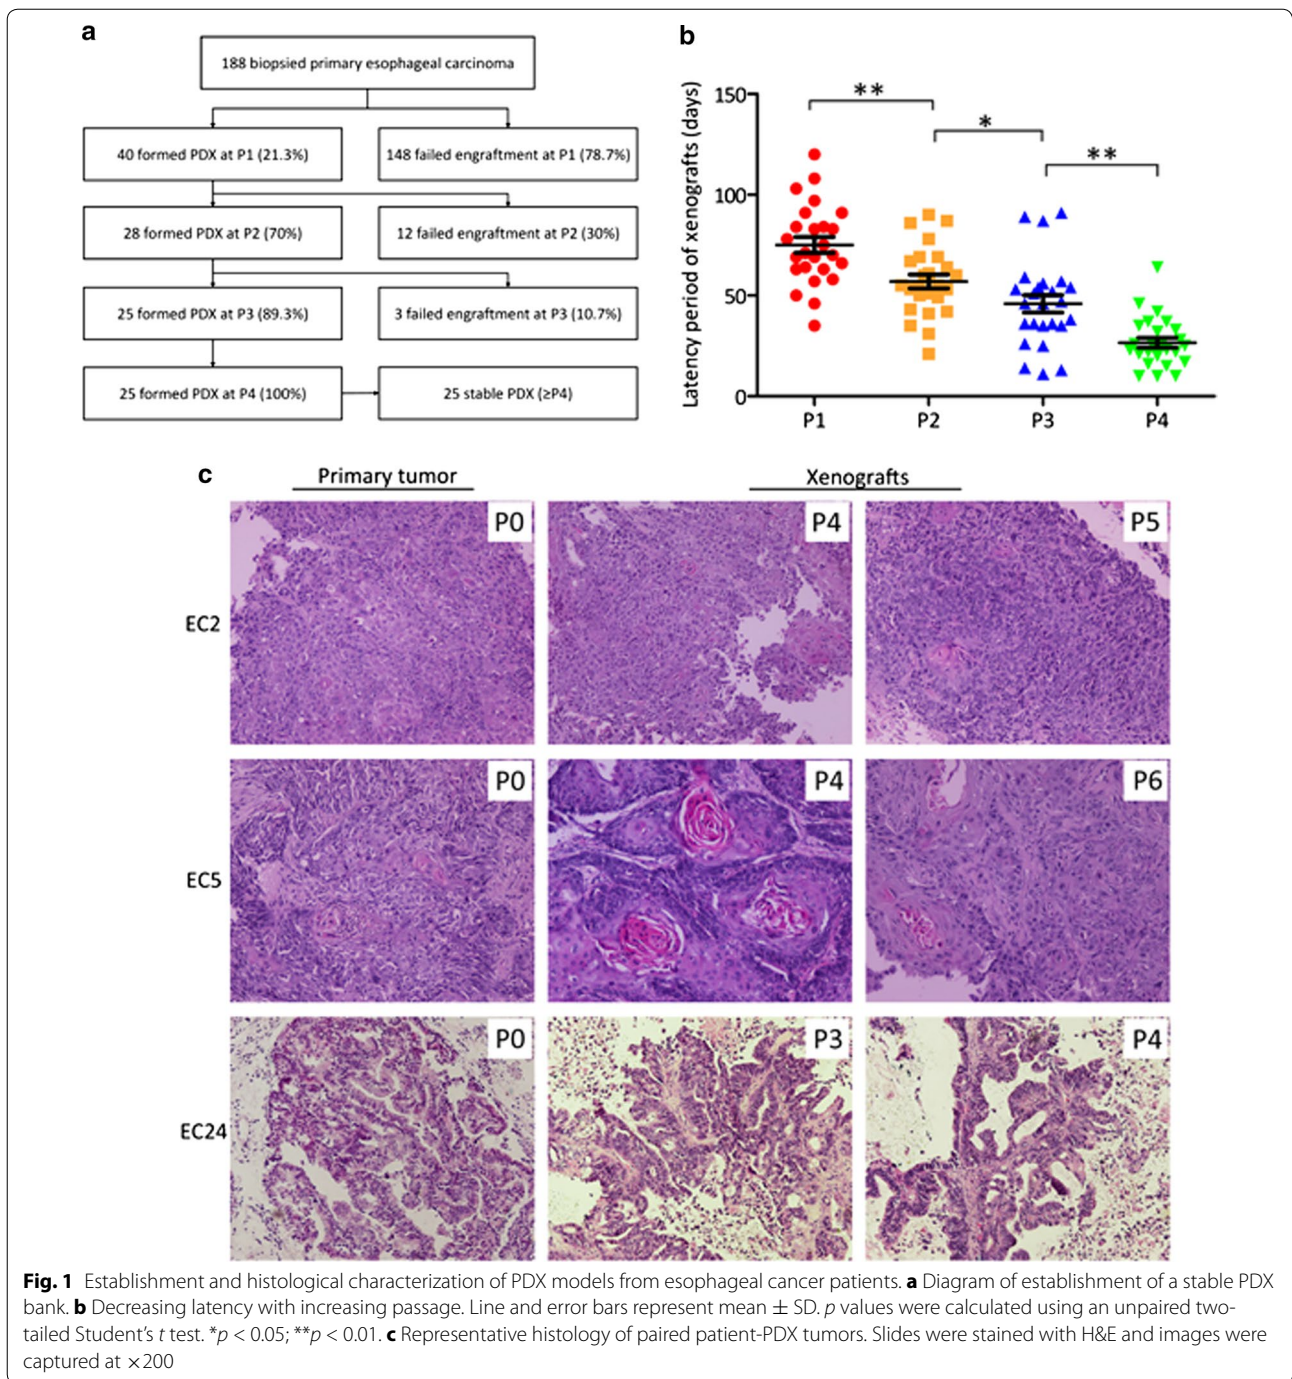 a
188 biopsied primary esophageal carcinoma
40 formed PDX at P1 (21.3%)
148 failed engraftment at P1 (78.7%)
28 formed PDX at P2 (70%)
12 failed engraftment at P2 (30%)
25 formed PDX at P3 (89.3%)
3 failed engraftment at P3 (10.7%)
25 formed PDX at P4 (100%)
25 stable PDX (≥P4)
b
Latency period of xenografts (days)
150
100
50
0
**
*
**
P1 P2 P3 P4
c
Primary tumor Xenografts
EC2
P0 P4 P5
EC5
P0 P4 P6
EC24
P0 P3 P4
Fig. 1 Establishment and histological characterization of PDX models from esophageal cancer patients. a Diagram of establishment of a stable PDX
bank. b Decreasing latency with increasing passage. Line and error bars represent mean ± SD. p values were calculated using an unpaired two-
tailed Student's t test. *p < 0.05; **p < 0.01. c Representative histology of paired patient-PDX tumors. Slides were stained with H&E and images were
captured at ×200